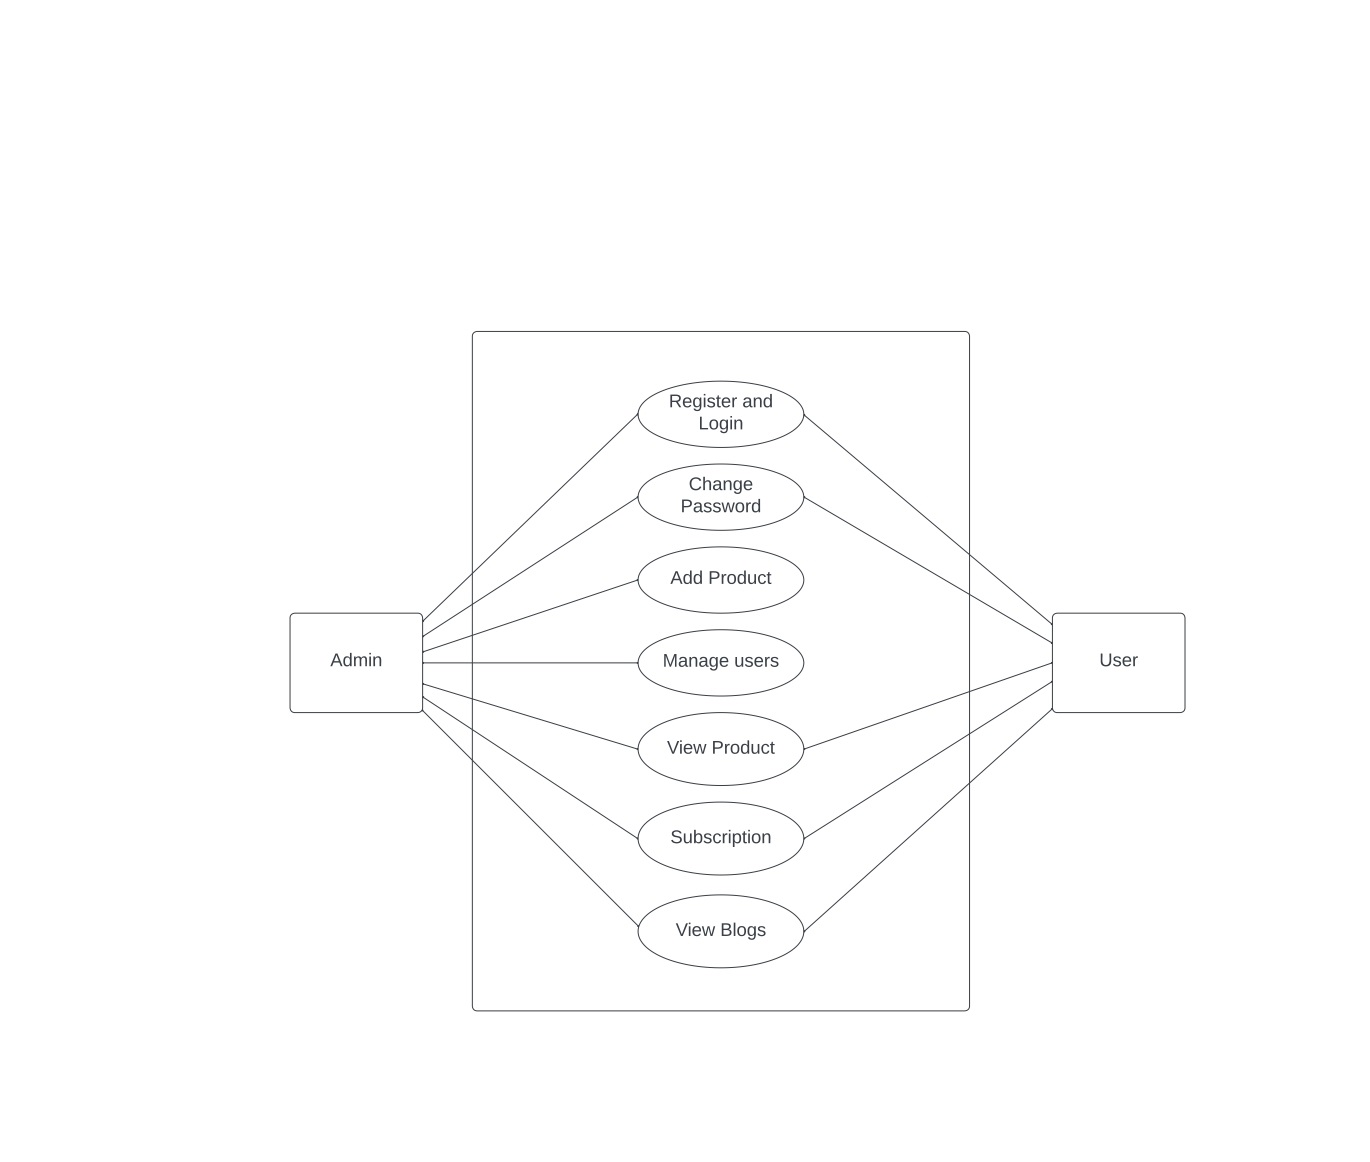 Register and
Login
Change
Password
Add Product
Admin
Manage users
User
View Product
Subscription
View Blogs